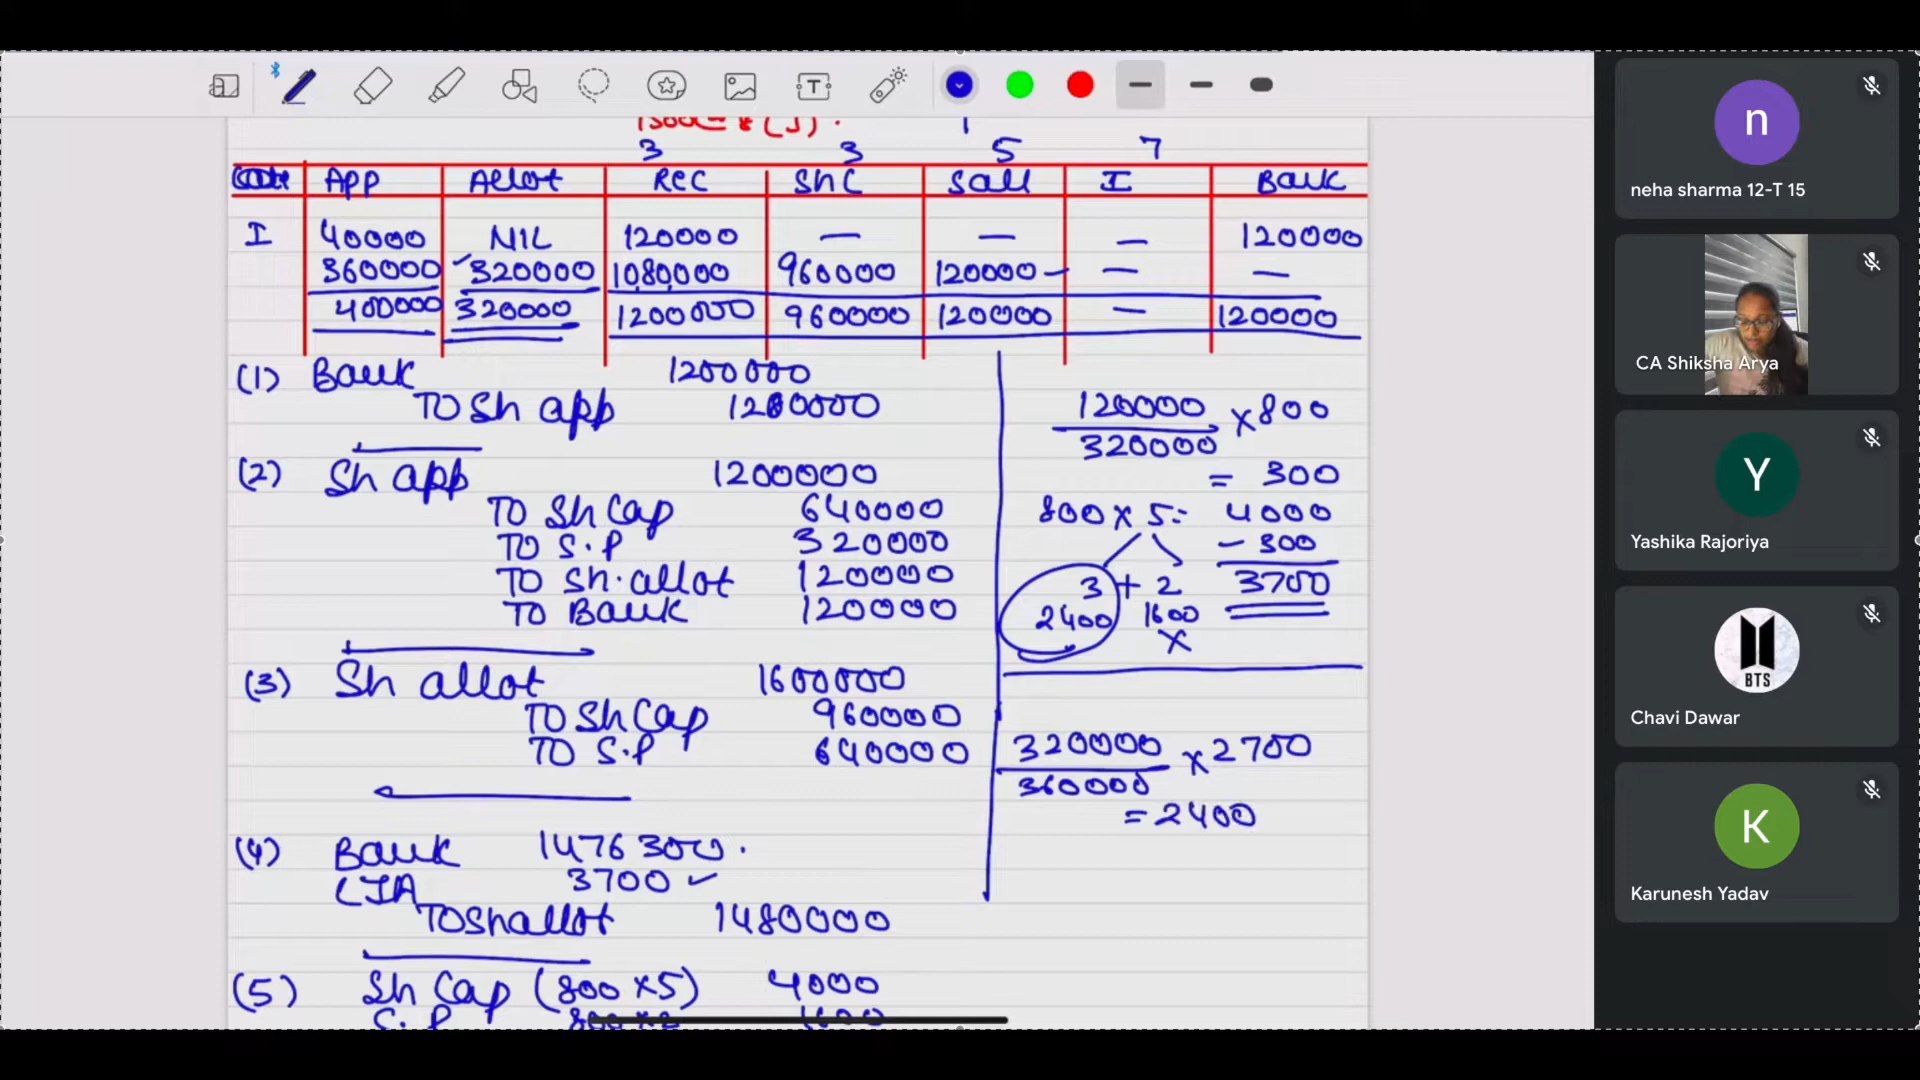 3 3 5 7
App Allot Rec Sh C Sall I Bank
I 40000 NIL 120000 — — — 120000
360000 320000 1080000 960000 120000 — — —
400000 320000 1200000 960000 120000 — 120000
(1) Bank 1200000
To Sh app 1200000
(2) Sh app 1200000
To Sh Cap 640000
To S.P 320000
To Sh. allot 120000
To Bank 120000
(3) Sh allot 1600000
To Sh Cap 960000
To S.P 640000
(4) Bank 1476300.
CIA 3700 ✓
To Sh allot 1480000
(5) Sh Cap (800 x 5) 4000
S.P
120000
320000 x 800
= 300
800 x 5 = 4000
- 300
3 + 2 3700
2400 1600
x
320000
360000 x 2700
= 2400
n
neha sharma 12-T 15
CA Shiksha Arya
Y
Yashika Rajoriya
BTS
Chavi Dawar
K
Karunesh Yadav